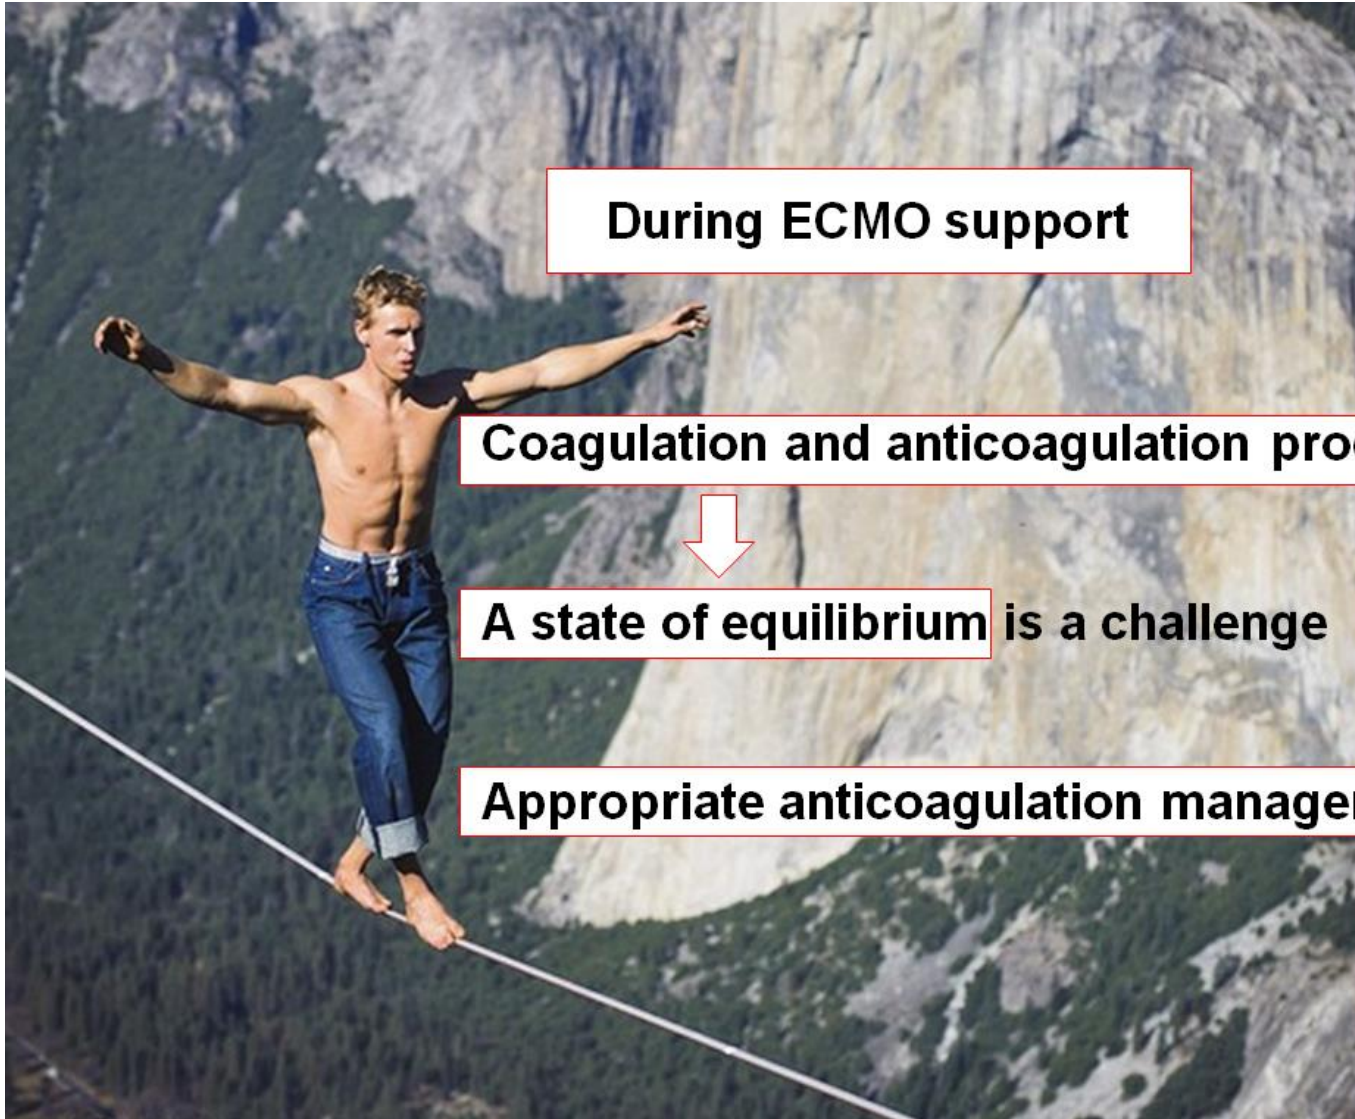 During ECMO support
Coagulation and anticoagulation
A state of equilibrium is a challenge
Appropriate anticoagulation